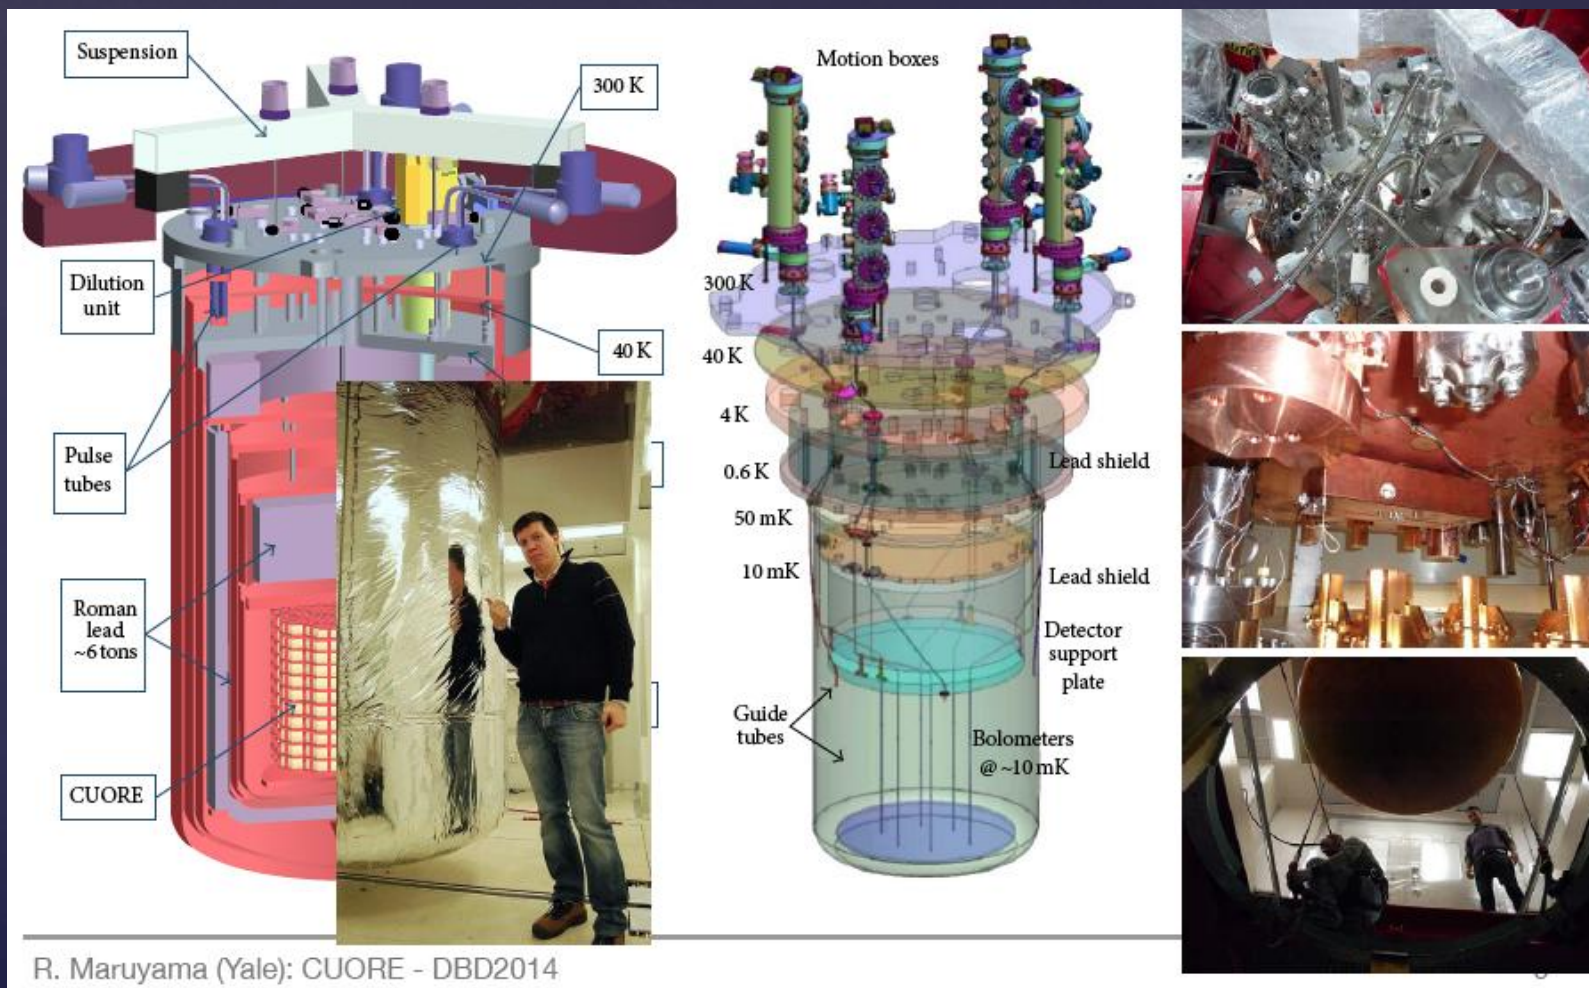 Suspension
300 K
Dilution
unit
40 K
Pulse
tubes
Roman
lead
~6 tons
CUORE
Motion boxes
300 K
40 K
4 K
0.6 K
50 mK
10 mK
Lead shield
Lead shield
Detector
support
plate
Guide
tubes
Bolometers
@ ~10 mK
R. Maruyama (Yale): CUORE - DBD2014